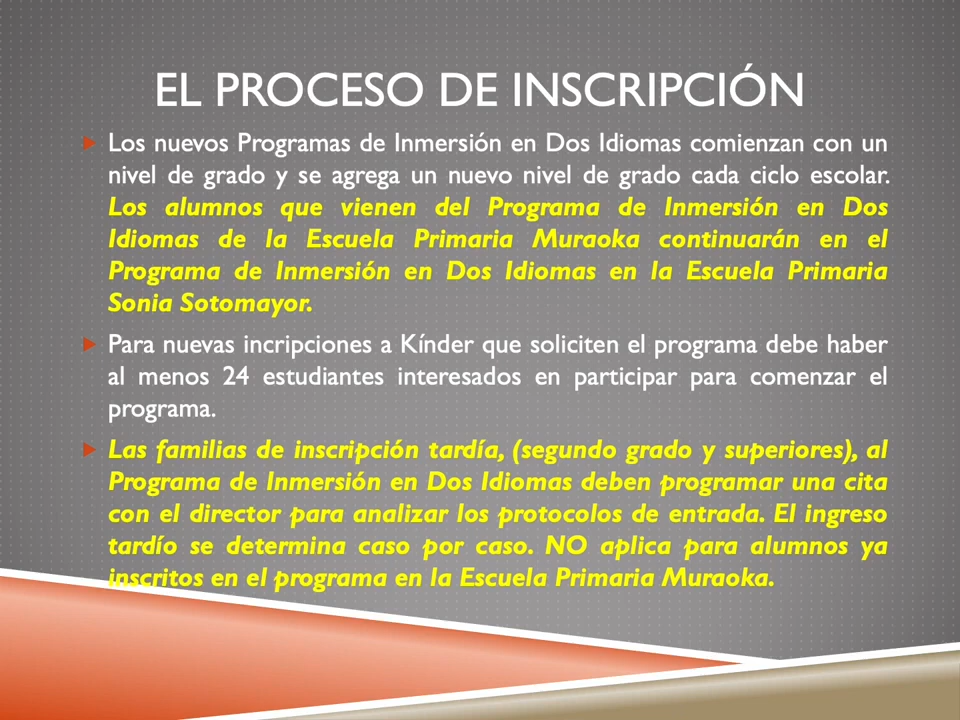 EL PROCESO DE INSCRIPCIÓN
Los nuevos Programas de Inmersión en Dos Idiomas comienzan con un
nivel de grado y se agrega un nuevo nivel de grado cada ciclo escolar.
Los alumnos que vienen del Programa de Inmersión en Dos
Idiomas de la Escuela Primaria Muraoka continuarán en el
Programa de Inmersión en Dos Idiomas en la Escuela Primaria
Sonia Sotomayor.
Para nuevas incripciones a Kínder que soliciten el programa debe haber
al menos 24 estudiantes interesados en participar para comenzar el
programa.
Las familias de inscripción tardía, (segundo grado y superiores), al
Programa de Inmersión en Dos Idiomas deben programar una cita
con el director para analizar los protocolos de entrada. El ingreso
tardío se determina caso por caso. NO aplica para alumnos ya
inscritos en el programa en la Escuela Primaria Muraoka.